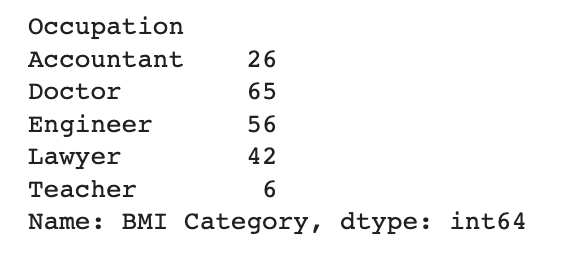 Occupation
Accountant    26
Doctor        65
Engineer      56
Lawyer        42
Teacher        6
Name: BMI Category, dtype: int64